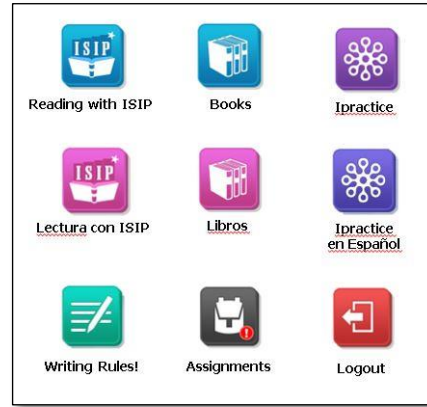 ISIP
Reading with ISIP
Books
Ipractice
ISIP
Lectura con ISIP
Libros
Ipractice
en Español
Writing Rules!
Assignments
Logout